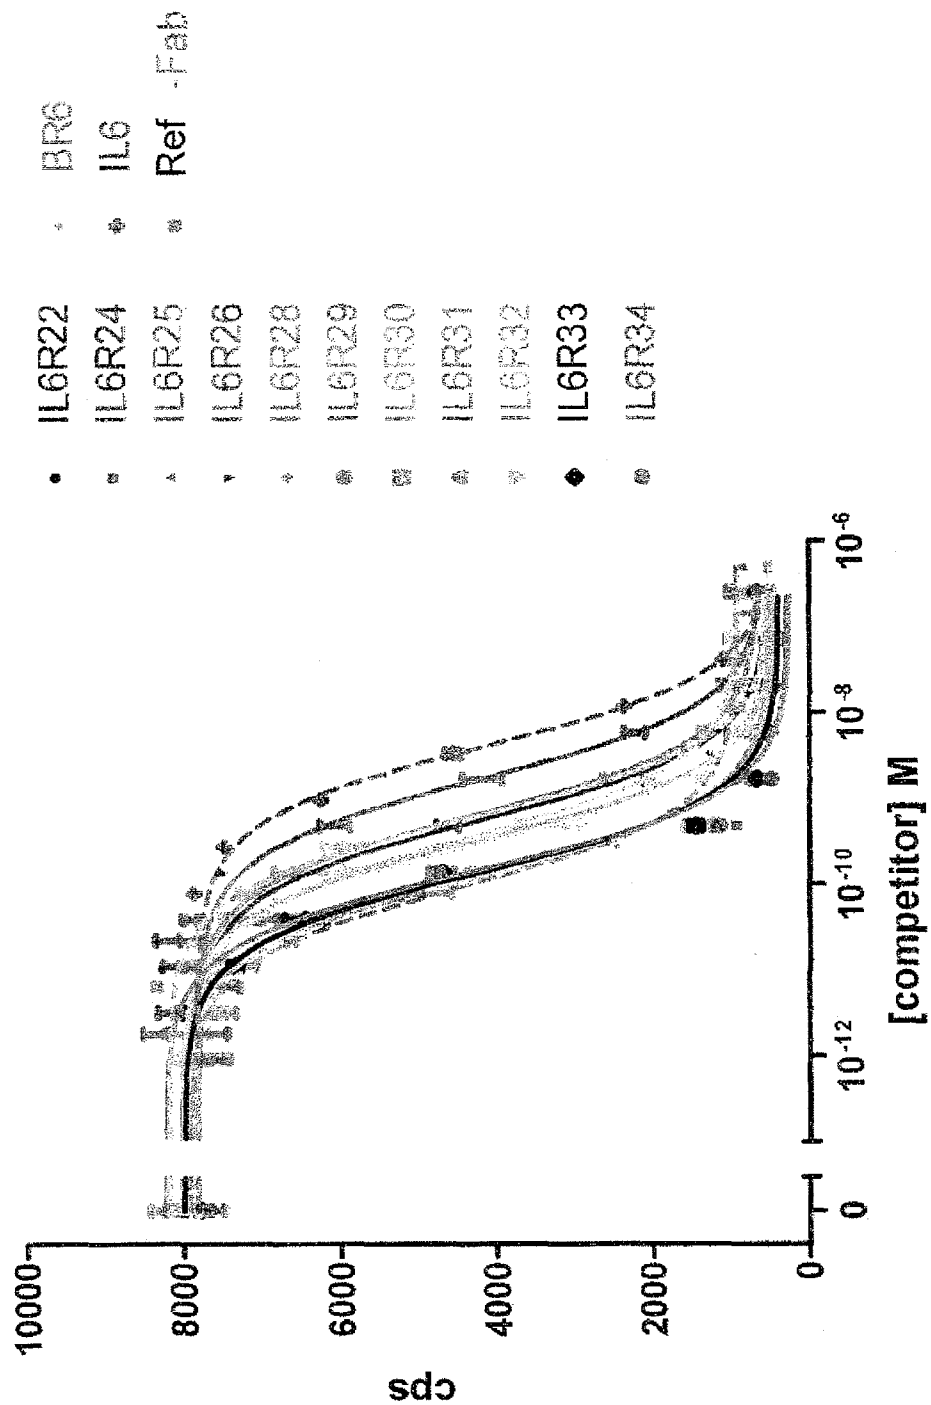 10000
8000
6000
4000
2000
0
cps
0
10-12
10-10
10-8
10-6
[competitor] M
IL6R22
IL6R24
IL6R25
IL6R26
IL6R28
IL6R29
IL6R30
IL6R31
IL6R32
IL6R33
IL6R34
BR6
IL6
Ref -Fab